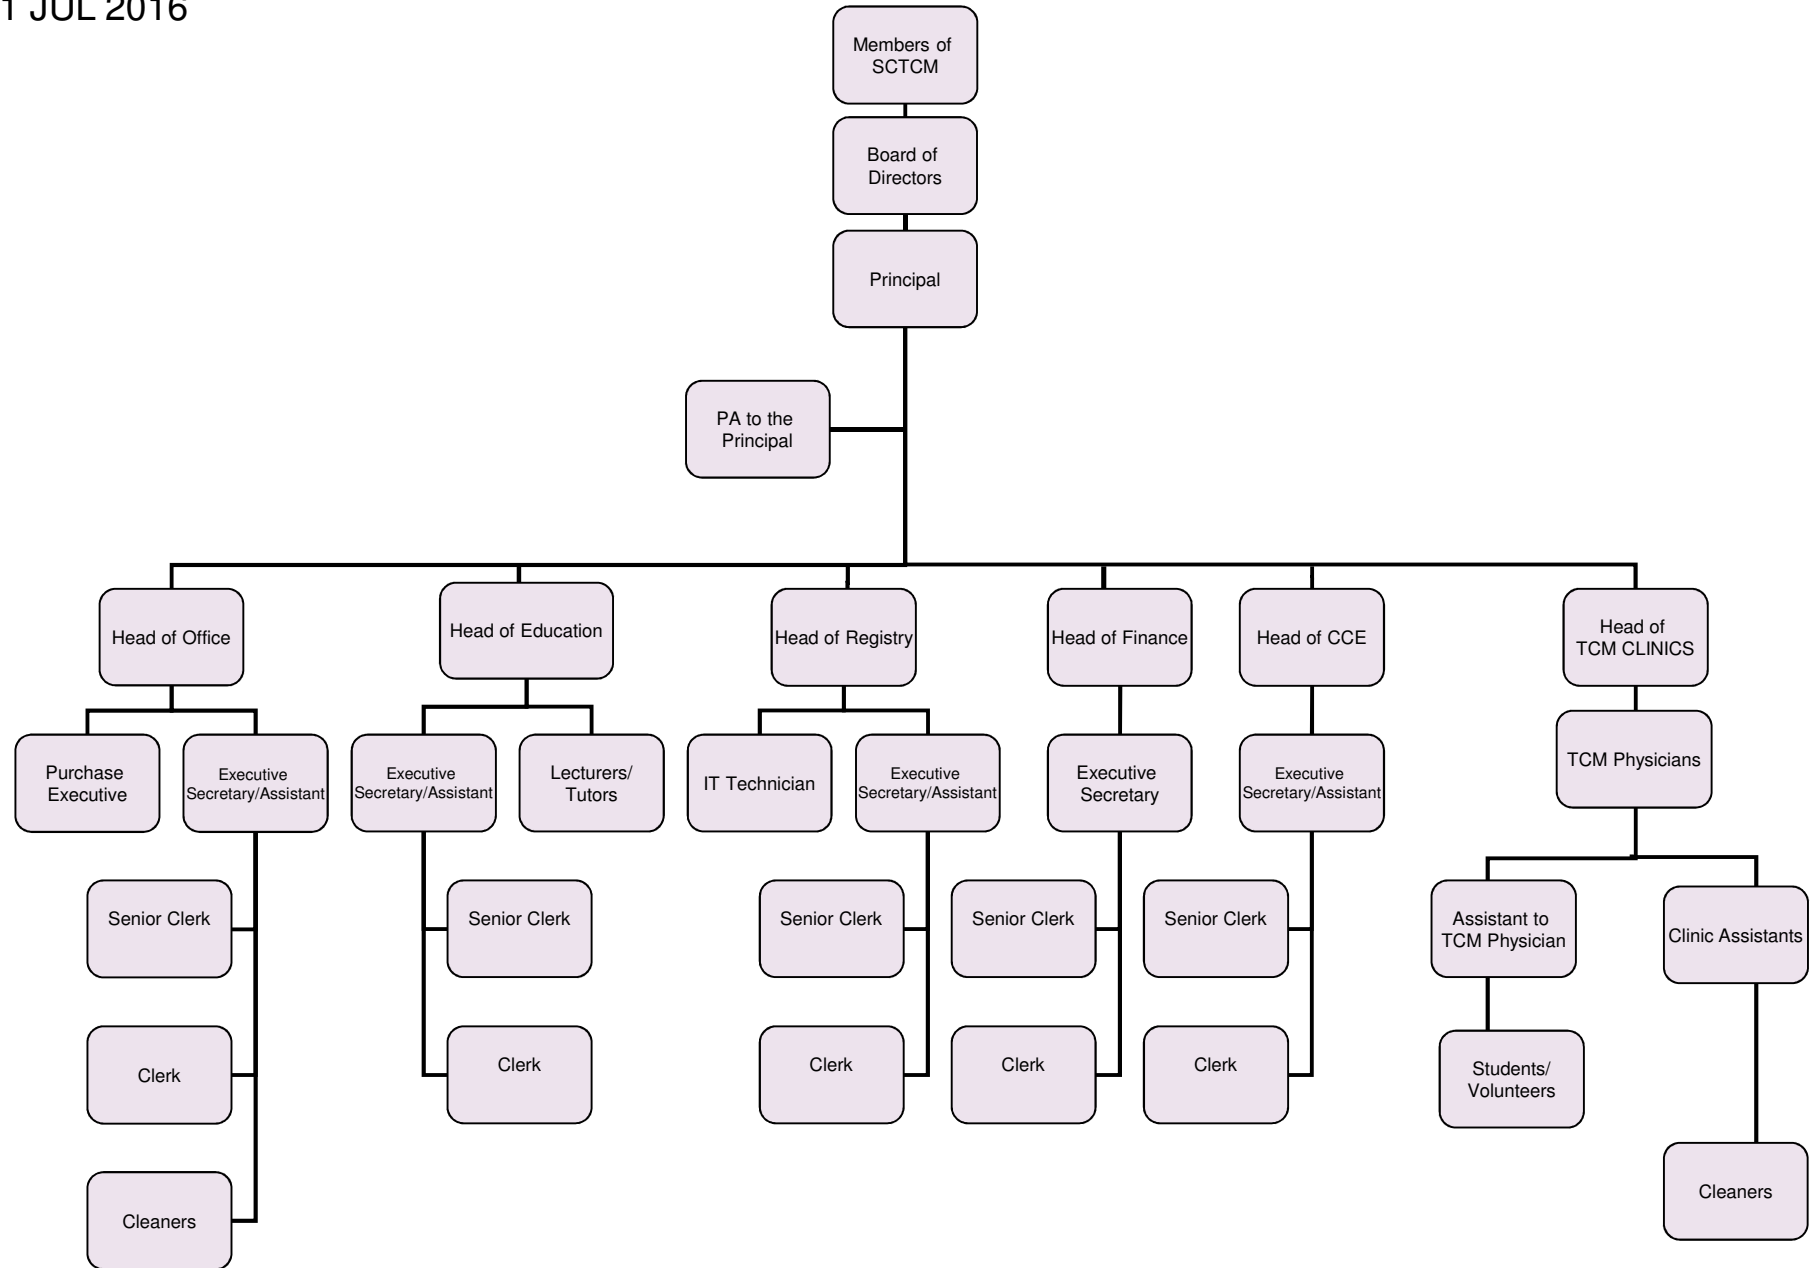 1 JUL 2016
Members of
SCTCM
Board of
Directors
Principal
PA to the
Principal
Head of Office
Head of Education
Head of Registry
Head of Finance
Head of CCE
Head of
TCM CLINICS
Purchase
Executive
Executive
Secretary/Assistant
Executive
Secretary/Assistant
Lecturers/
Tutors
IT Technician
Executive
Secretary/Assistant
Executive
Secretary
Executive
Secretary/Assistant
TCM Physicians
Senior Clerk
Senior Clerk
Senior Clerk
Senior Clerk
Senior Clerk
Assistant to
TCM Physician
Clinic Assistants
Clerk
Clerk
Clerk
Clerk
Clerk
Students/
Volunteers
Cleaners
Cleaners